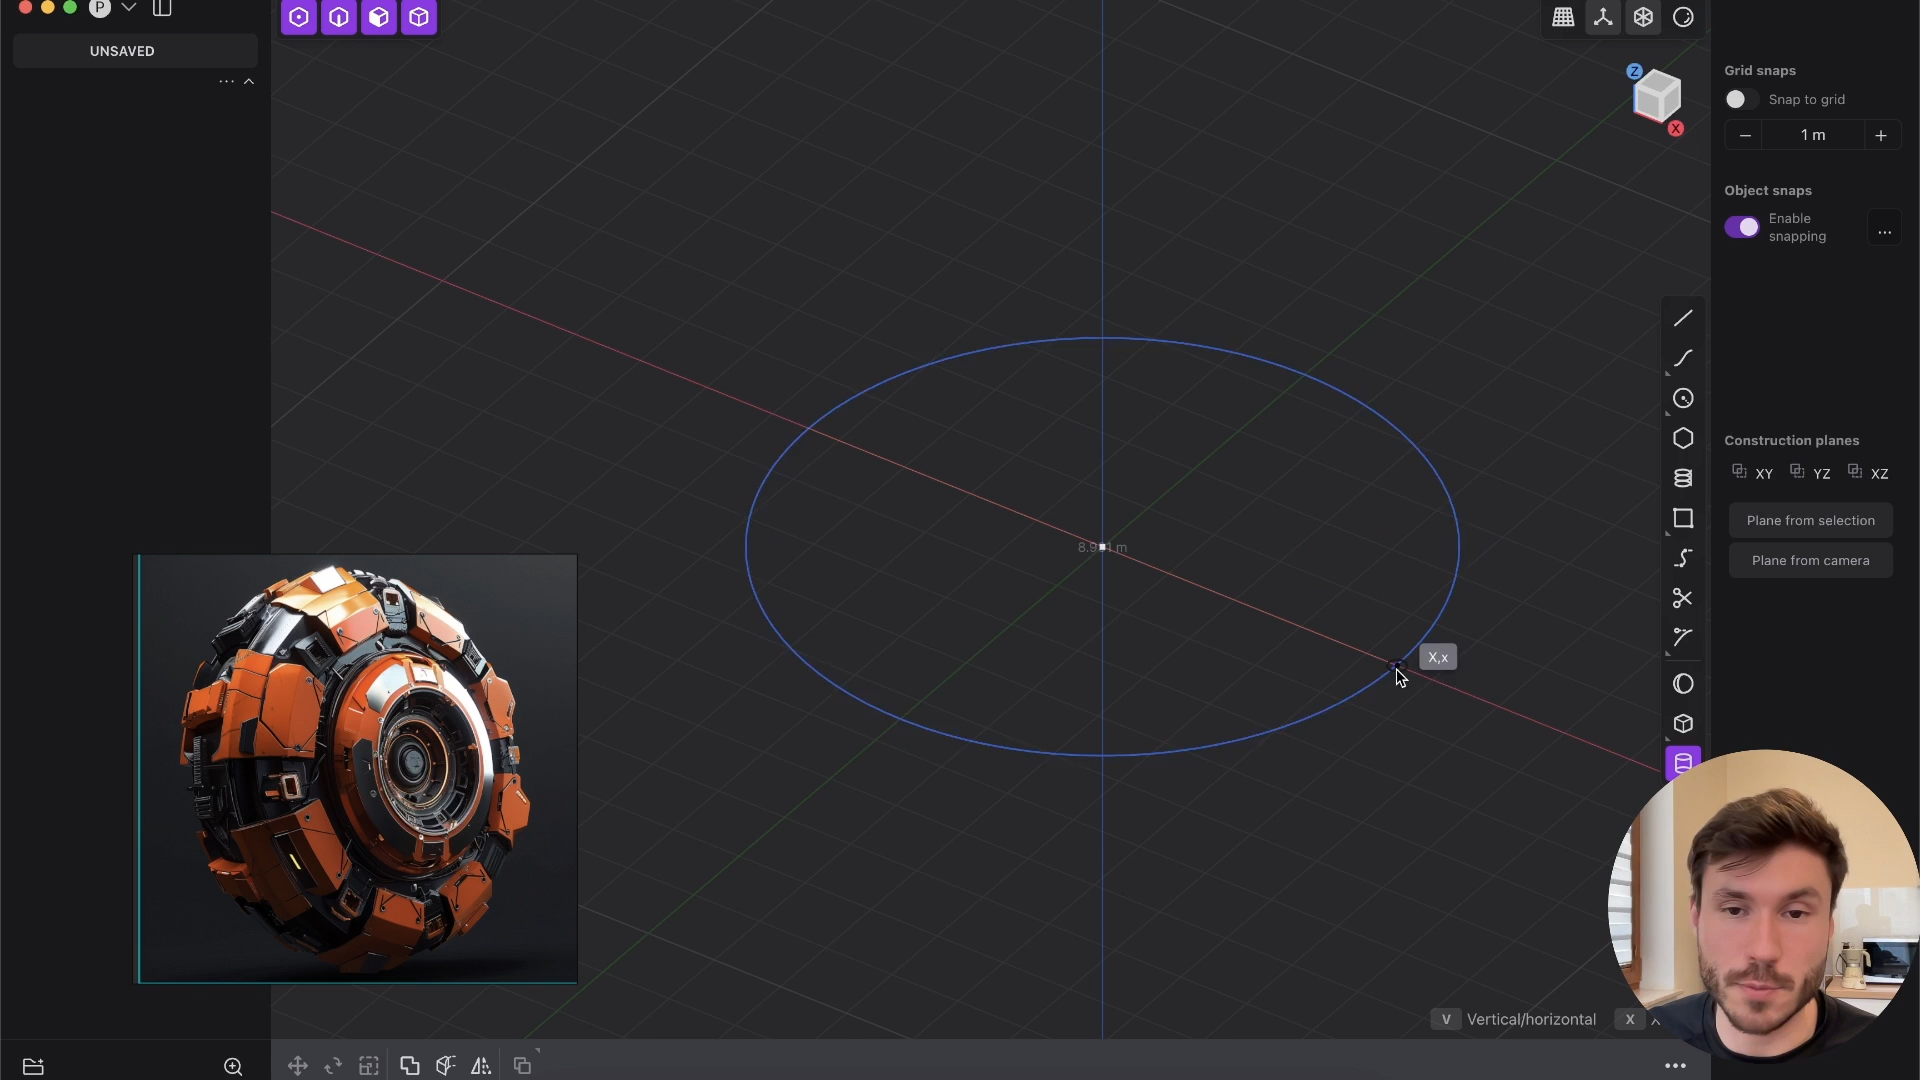 P
UNSAVED
...
Z
X
Grid snaps
Snap to grid
1 m
Object snaps
Enable
snapping
...
Construction planes
XY YZ XZ
Plane from selection
Plane from camera
X,x
V Vertical/horizontal X